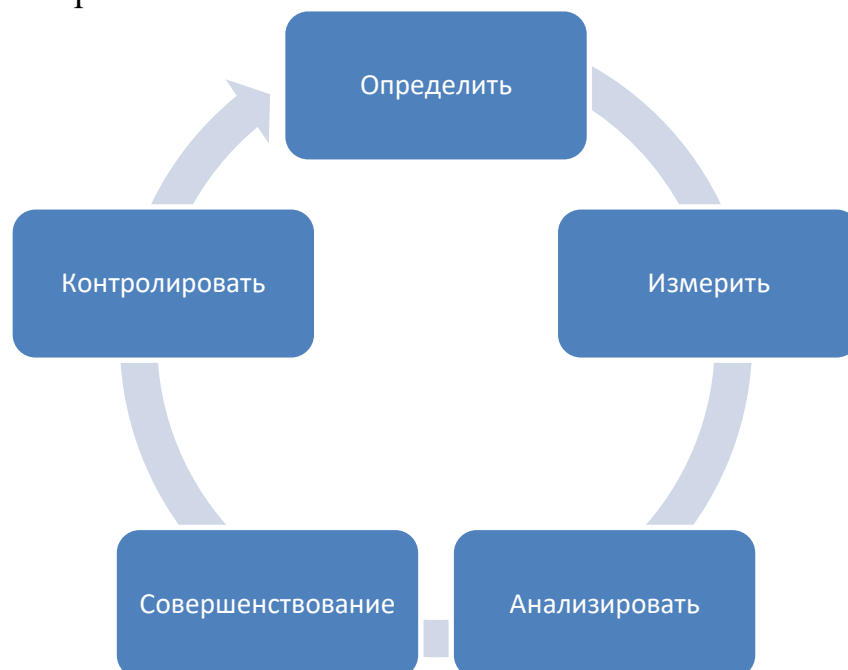 Определить
Измерить
Анализировать
Совершенствование
Контролировать